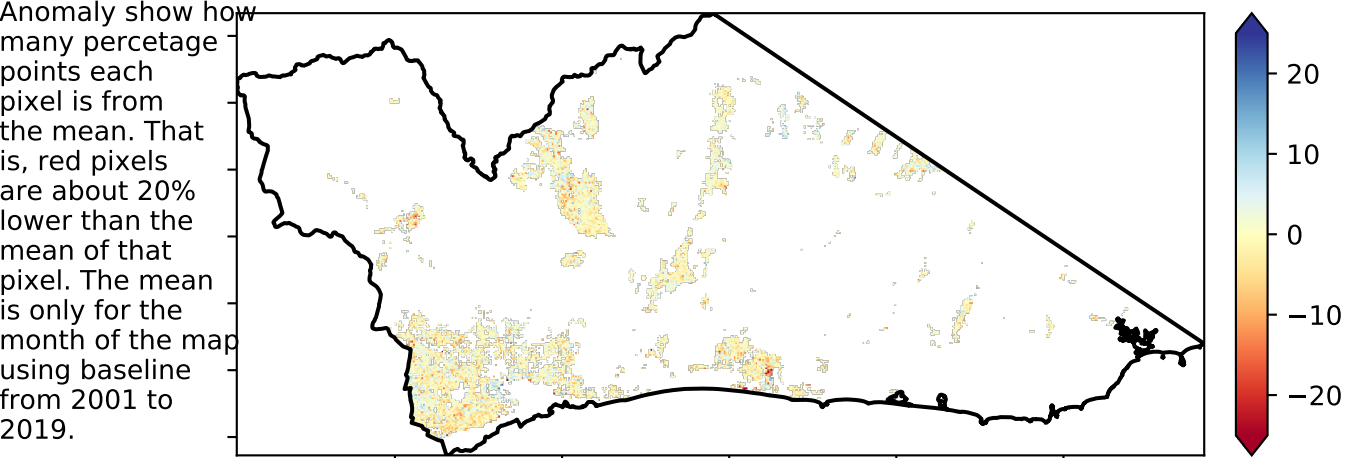 Anomaly show how
many percetage
points each
pixel is from
the mean. That
is, red pixels
are about 20%
lower than the
mean of that
pixel. The mean
is only for the
month of the map
using baseline
from 2001 to
2019.
20
10
0
−10
−20